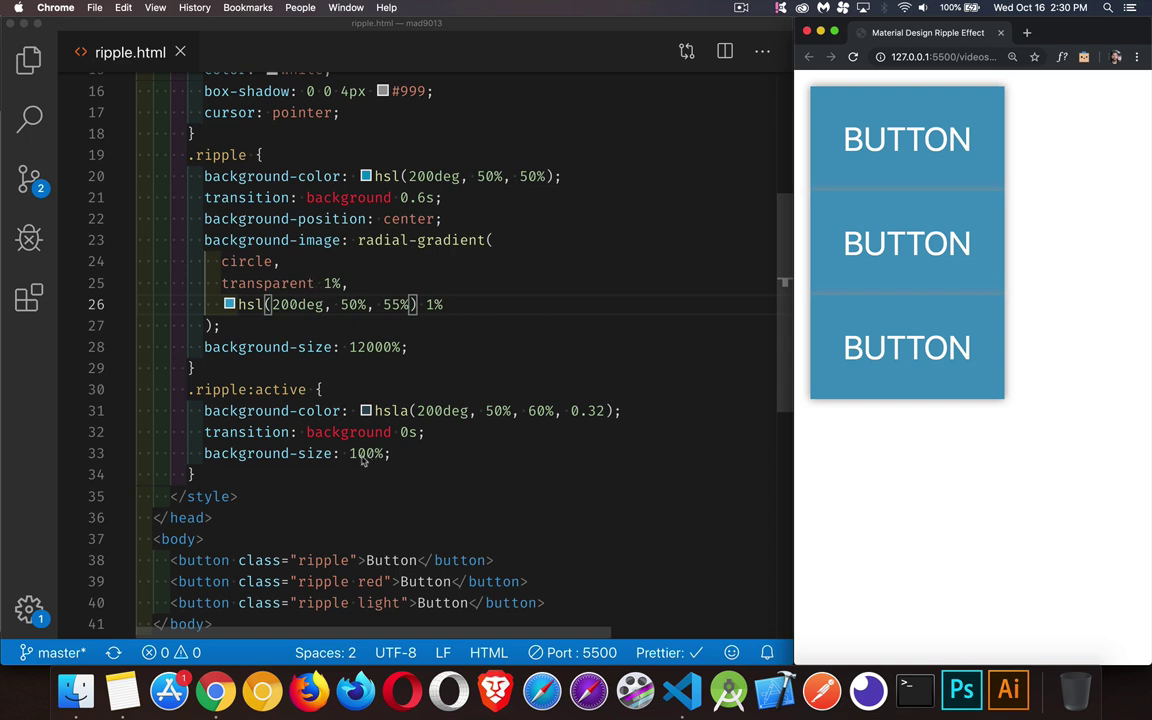 Chrome File Edit View History Bookmarks People Window Help 100% Wed Oct 16 2:30 PM
ripple.html — mad9013
ripple.html
16 box-shadow: 0 0 4px #999;
17 cursor: pointer;
18 }
19 .ripple {
20 background-color: hsl(200deg, 50%, 50%);
21 transition: background 0.6s;
22 background-position: center;
23 background-image: radial-gradient(
24 circle,
25 transparent 1%,
26 hsl(200deg, 50%, 55%) 1%
27 );
28 background-size: 12000%;
29 }
30 .ripple:active {
31 background-color: hsla(200deg, 50%, 60%, 0.32);
32 transition: background 0s;
33 background-size: 100%;
34 }
35 </style>
36 </head>
37 <body>
38 <button class="ripple">Button</button>
39 <button class="ripple red">Button</button>
40 <button class="ripple light">Button</button>
41 </body>
2
1
master* 0 0 Spaces: 2 UTF-8 LF HTML Port : 5500 Prettier:
Material Design Ripple Effect
127.0.0.1:5500/videos... f?
BUTTON
BUTTON
BUTTON
1
>_
Ps
Ai